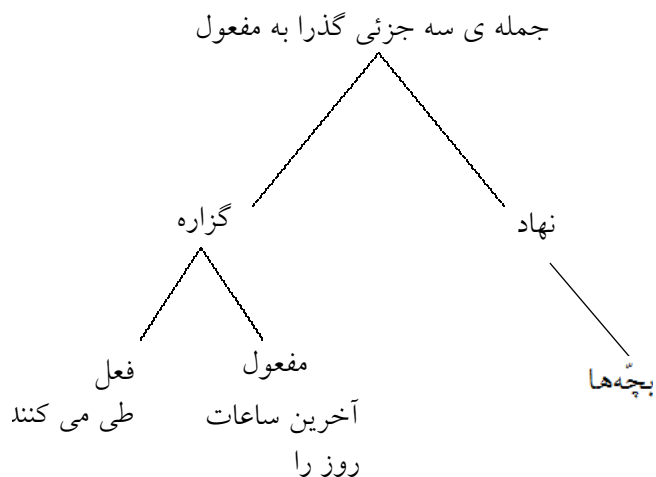 جمله ی سه جزئی گذرا به مفعول
نهاد
گزاره
بچّه‌ها
مفعول
آخرین ساعات
روز را
فعل
طی می کنند